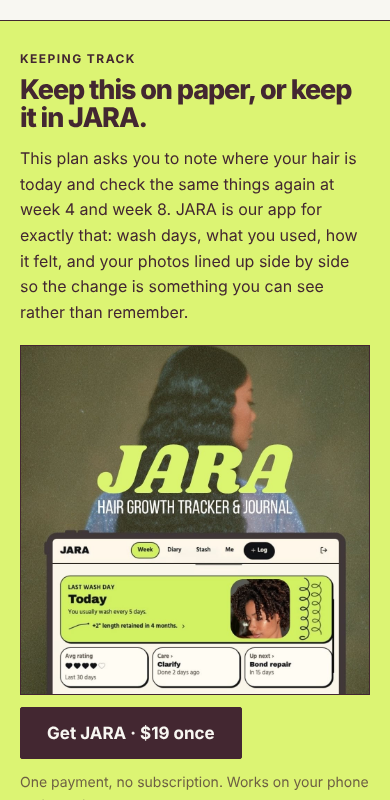 KEEPING TRACK
Keep this on paper, or keep
it in JARA.
This plan asks you to note where your hair is
today and check the same things again at
week 4 and week 8. JARA is our app for
exactly that: wash days, what you used, how
it felt, and your photos lined up side by side
so the change is something you can see
rather than remember.
JARA
HAIR GROWTH TRACKER & JOURNAL
JARA Week Diary Stash Me + Log
LAST WASH DAY
Today
You usually wash every 5 days.
+2" length retained in 4 months. ›
Avg rating Care › Up next ›
Clarify Bond repair
Last 30 days Done 2 days ago In 15 days
Get JARA · $19 once
One payment, no subscription. Works on your phone